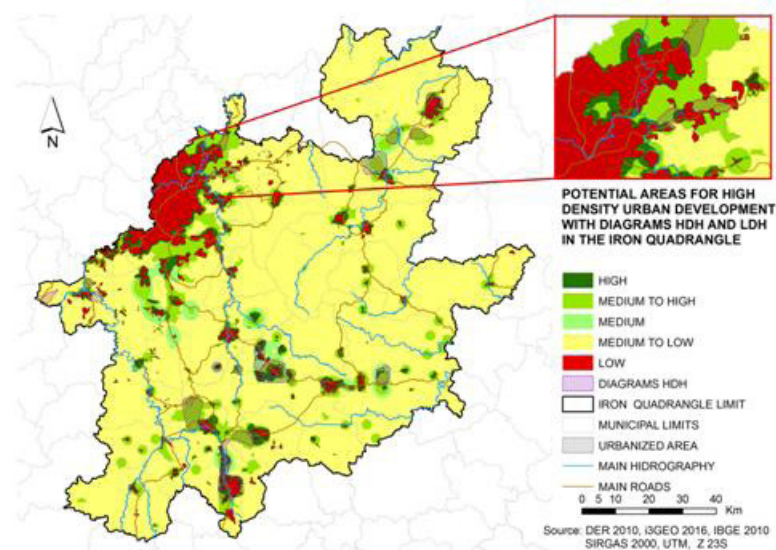 N
POTENTIAL AREAS FOR HIGH
DENSITY URBAN DEVELOPMENT
WITH DIAGRAMS HDH AND LDH
IN THE IRON QUADRANGLE
HIGH
MEDIUM TO HIGH
MEDIUM
MEDIUM TO LOW
LOW
DIAGRAMS HDH
IRON QUADRANGLE LIMIT
MUNICIPAL LIMITS
URBANIZED AREA
MAIN HIDROGRAPHY
MAIN ROADS
0 5 10 20 30 40
Km
Source: DER 2010, i3GEO 2016, IBGE 2010
SIRGAS 2000, UTM, Z 23S